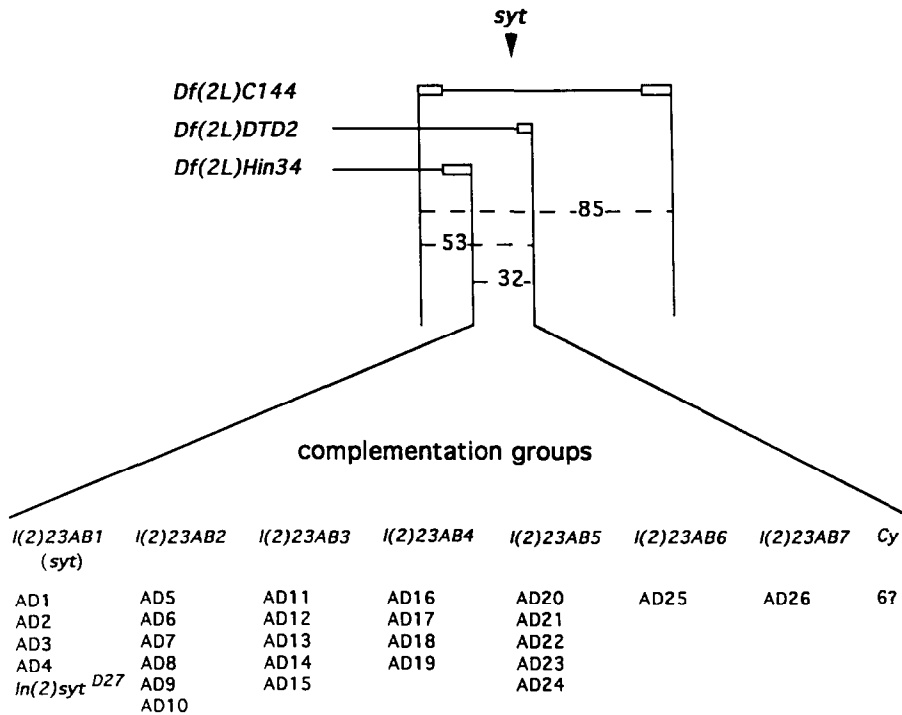 syt
Df(2L)C144
Df(2L)DTD2
Df(2L)Hin34
85
53
32
complementation groups
l(2)23AB1 l(2)23AB2 l(2)23AB3 l(2)23AB4 l(2)23AB5 l(2)23AB6 l(2)23AB7 Cy
(syt)
AD1 AD5 AD11 AD16 AD20 AD25 AD26 6?
AD2 AD6 AD12 AD17 AD21
AD3 AD7 AD13 AD18 AD22
AD4 AD8 AD14 AD19 AD23
In(2)syt D27 AD9 AD15 AD24
AD10